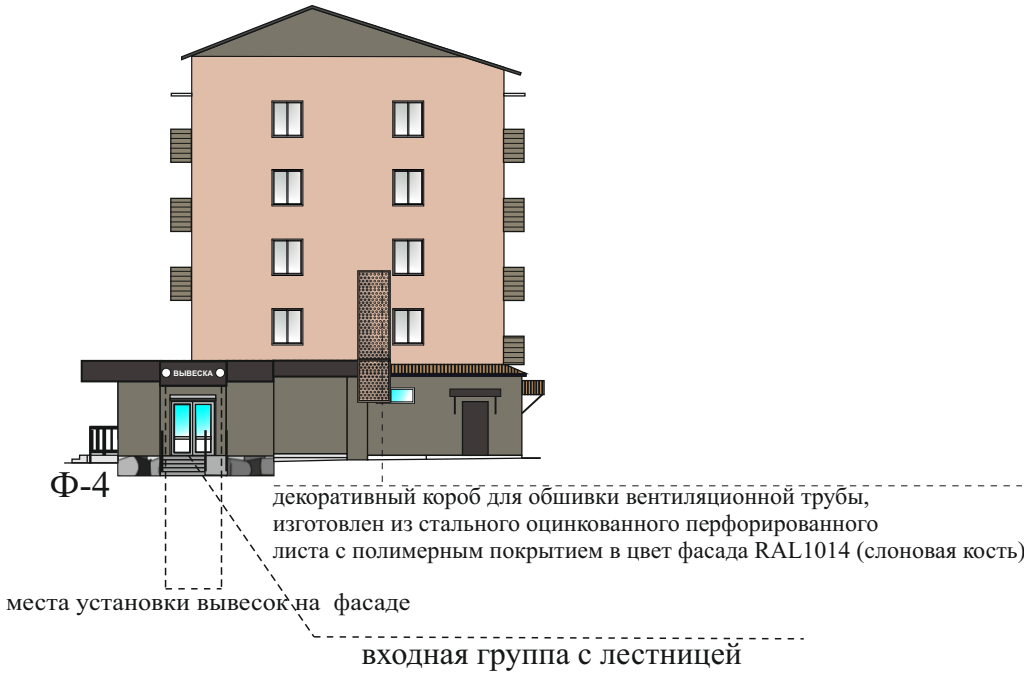 ВЫВЕСКА
Ф-4
декоративный короб для обшивки вентиляционной трубы,
изготовлен из стального оцинкованного перфорированного
листа с полимерным покрытием в цвет фасада RAL1014 (слоновая кость)
места установки вывесок на фасаде
входная группа с лестницей